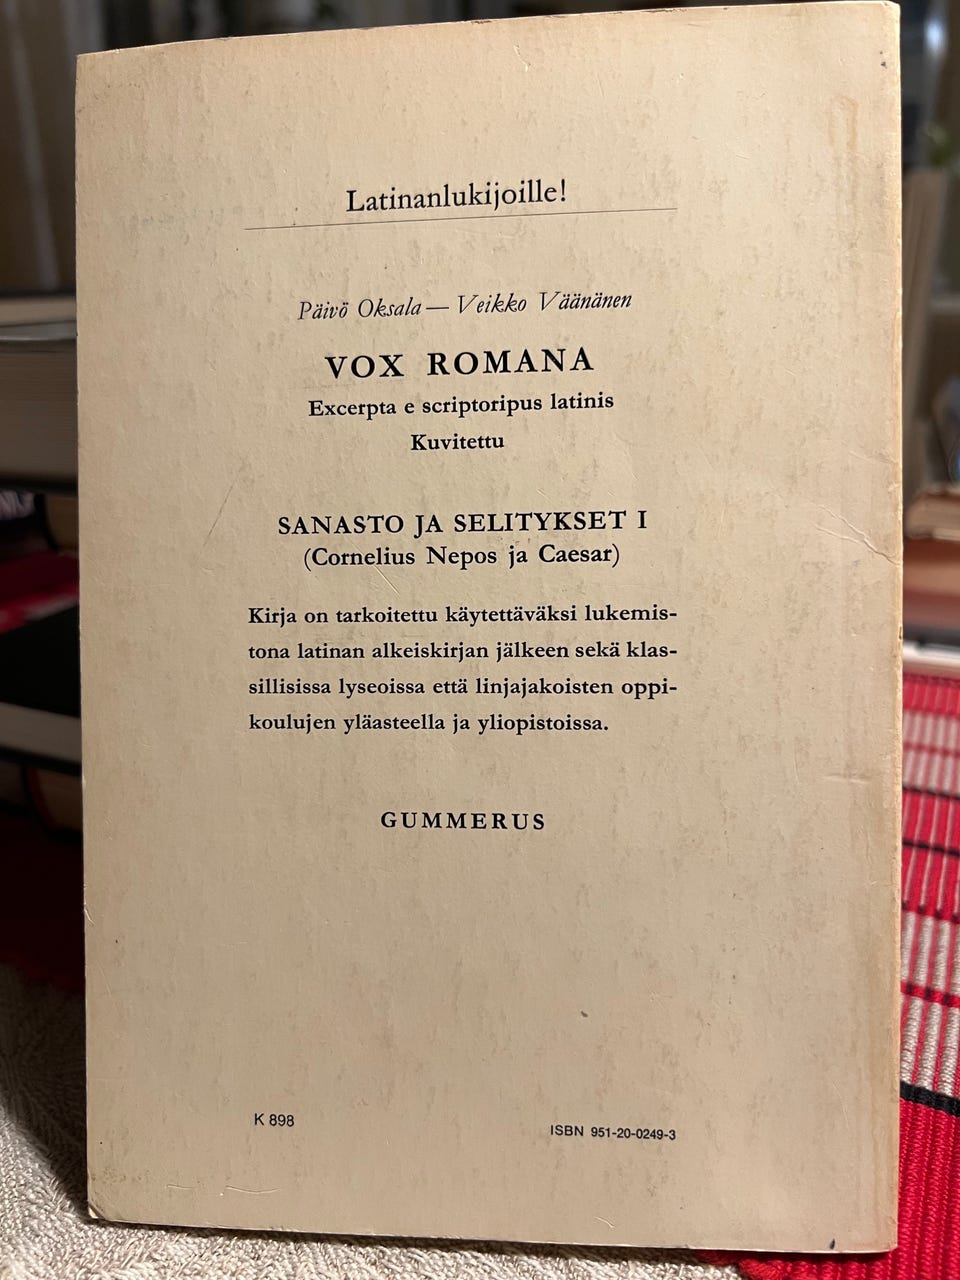 Latinanlukijoille!
Päivö Oksala — Veikko Väänänen
VOX ROMANA
Excerpta e scriptoripus latinis
Kuvitettu
SANASTO JA SELITYKSET I
(Cornelius Nepos ja Caesar)
Kirja on tarkoitettu käytettäväksi lukemis-
tona latinan alkeiskirjan jälkeen sekä klas-
sillisissa lyseoissa että linjajakoisten oppi-
koulujen yläasteella ja yliopistoissa.
GUMMERUS
K 898
ISBN 951-20-0249-3